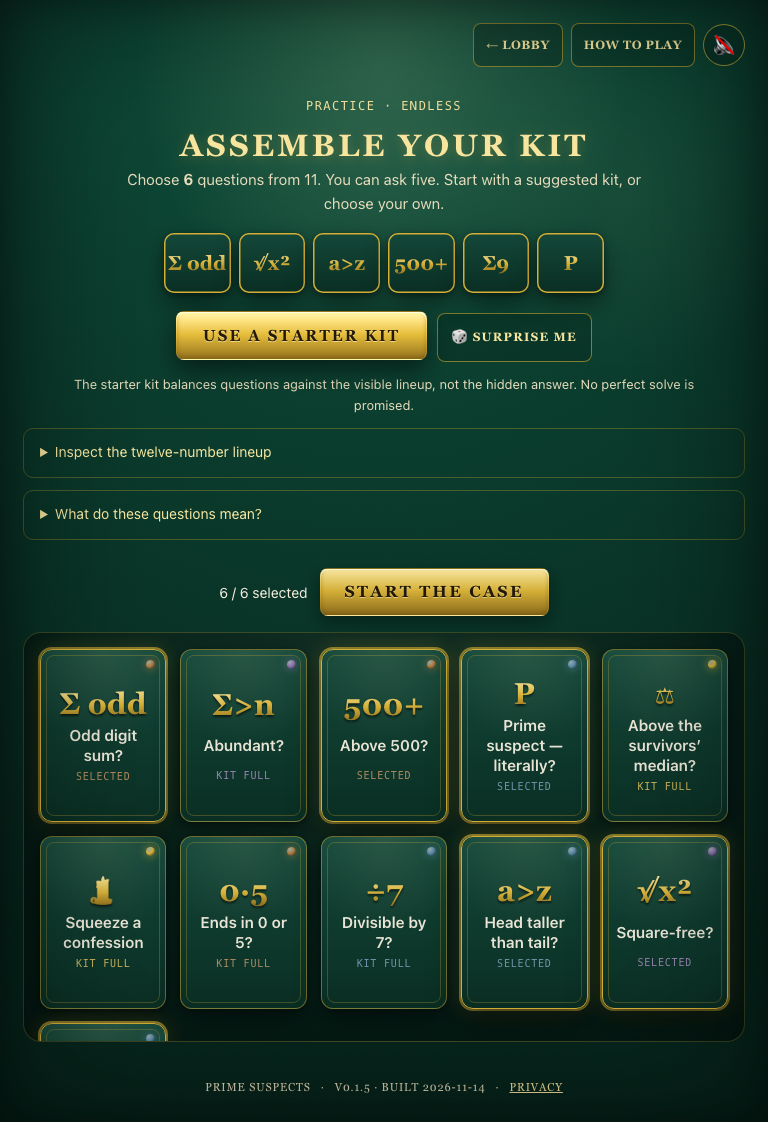 ← LOBBY
HOW TO PLAY
PRACTICE · ENDLESS
ASSEMBLE YOUR KIT
Choose 6 questions from 11. You can ask five. Start with a suggested kit, or
choose your own.
Σ odd
√x²
a>z
500+
Σ9
P
USE A STARTER KIT
🎲 SURPRISE ME
The starter kit balances questions against the visible lineup, not the hidden answer. No perfect solve is
promised.
▶ Inspect the twelve-number lineup
▶ What do these questions mean?
6 / 6 selected
START THE CASE
Σ odd
Odd digit
sum?
SELECTED
Σ>n
Abundant?
KIT FULL
500+
Above 500?
SELECTED
P
Prime
suspect —
literally?
SELECTED
⚖
Above the
survivors’
median?
KIT FULL
Squeeze a
confession
KIT FULL
0·5
Ends in 0 or
5?
KIT FULL
÷7
Divisible by
7?
KIT FULL
a>z
Head taller
than tail?
SELECTED
√x²
Square-free?
SELECTED
PRIME SUSPECTS · V0.1.5 · BUILT 2026-11-14 · PRIVACY